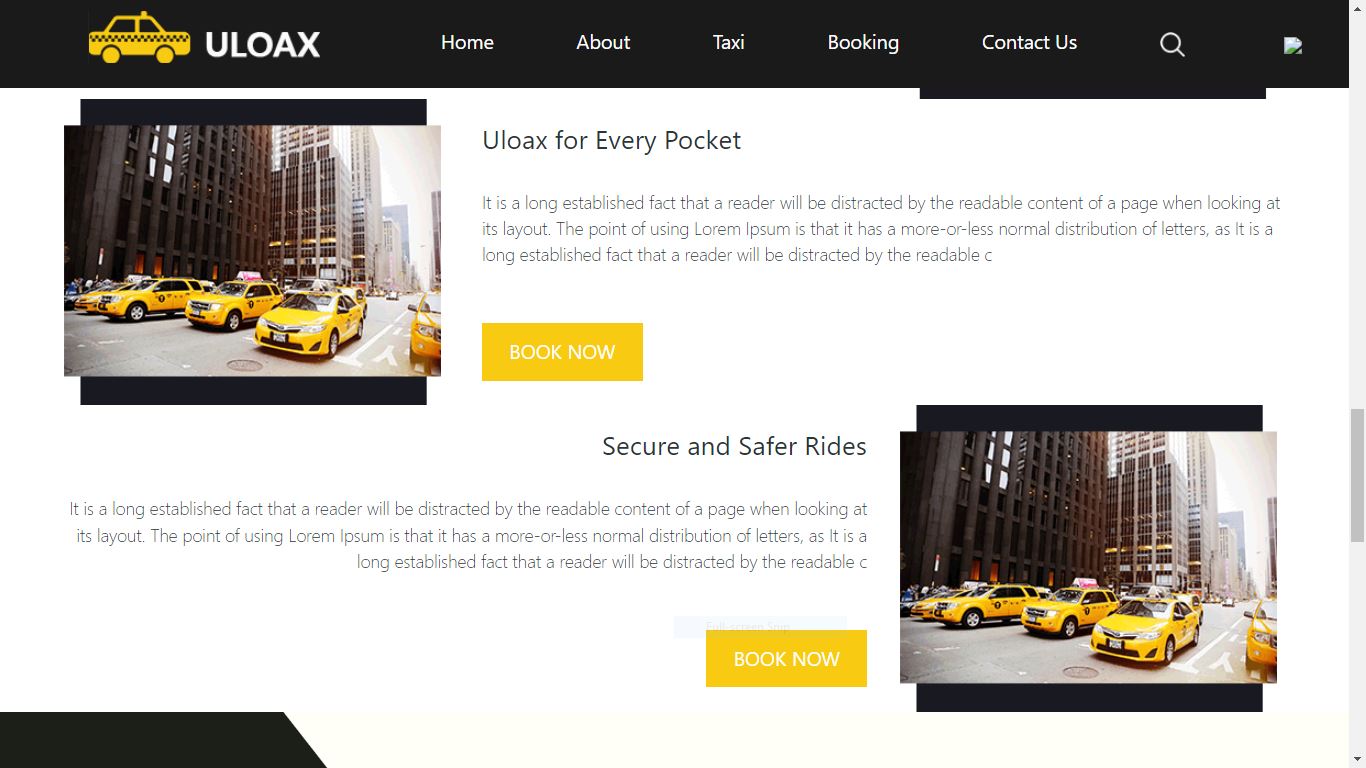 ULOAX
Home
About
Taxi
Booking
Contact Us
Uloax for Every Pocket
It is a long established fact that a reader will be distracted by the readable content of a page when looking at
its layout. The point of using Lorem Ipsum is that it has a more-or-less normal distribution of letters, as It is a
long established fact that a reader will be distracted by the readable c
BOOK NOW
Secure and Safer Rides
It is a long established fact that a reader will be distracted by the readable content of a page when looking at
its layout. The point of using Lorem Ipsum is that it has a more-or-less normal distribution of letters, as It is a
long established fact that a reader will be distracted by the readable c
Full-screen Snip
BOOK NOW